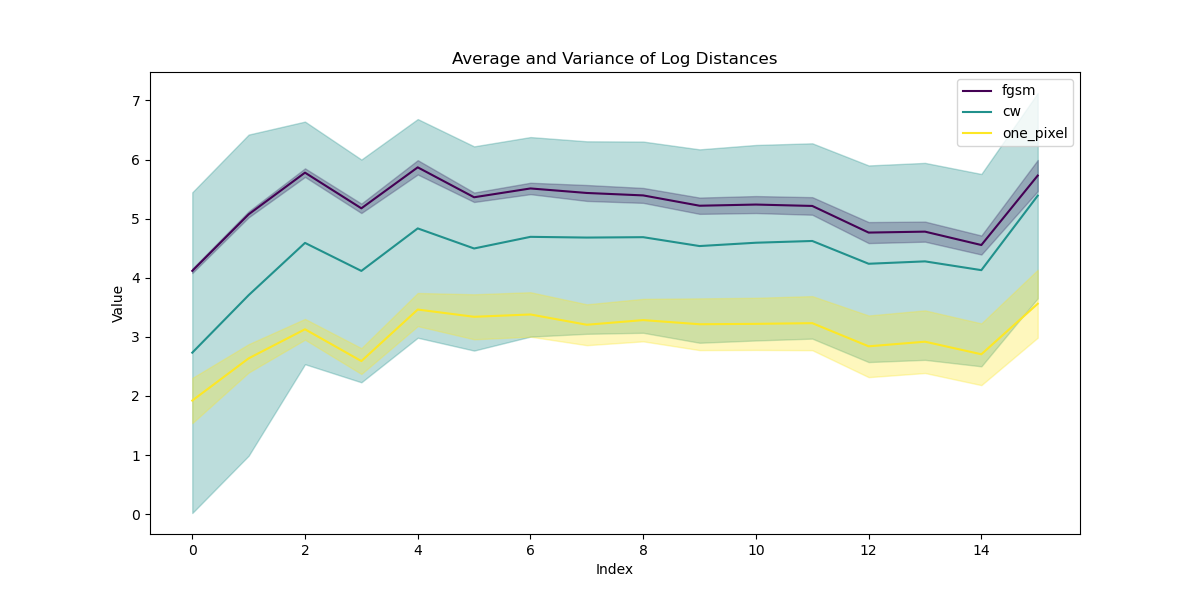 Average and Variance of Log Distances
fgsm
cw
one_pixel
7
6
5
4
3
2
1
0
Value
0 2 4 6 8 10 12 14
Index